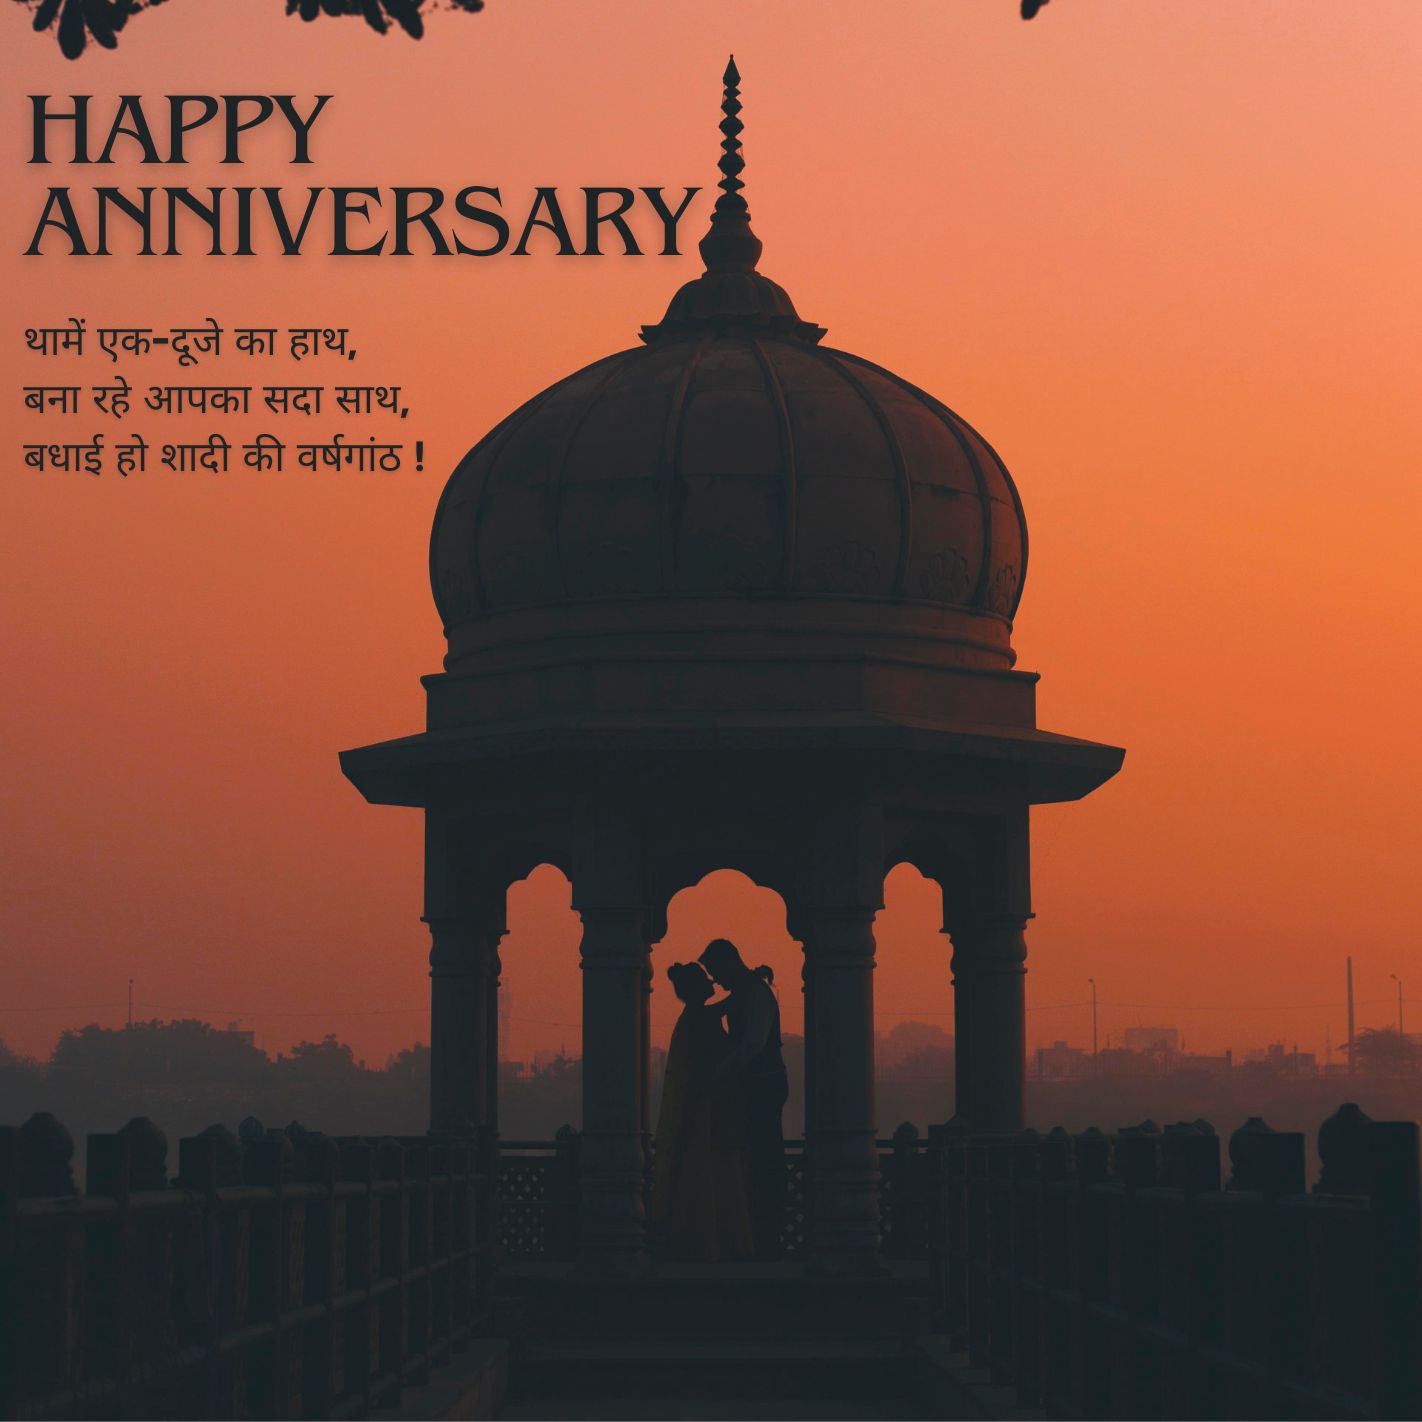 HAPPY
ANNIVERSARY
थामें एक-दूजे का हाथ,
बना रहे आपका सदा साथ,
बधाई हो शादी की वर्षगांठ !